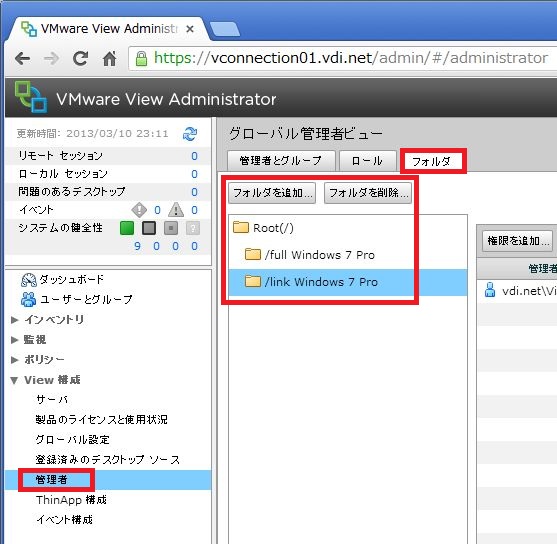 VMware View Administrat
https://vconnection01.vdi.net/admin/#/administrator
VMware View Administrator
更新時間: 2013/03/10 23:11
リモート セッション 0
ローカル セッション 0
問題のあるデスクトップ 0
イベント 0 0
システムの健全性
9 0 0 0
ダッシュボード
ユーザーとグループ
インベントリ
監視
ポリシー
View 構成
サーバ
製品のライセンスと使用状況
グローバル設定
登録済みのデスクトップ ソース
管理者
ThinApp 構成
イベント構成
グローバル管理者ビュー
管理者とグループ ロール フォルダ
フォルダを追加... フォルダを削除...
Root(/)
/full Windows 7 Pro
/link Windows 7 Pro
権限を追加...
管理者
vdi.net\Vi